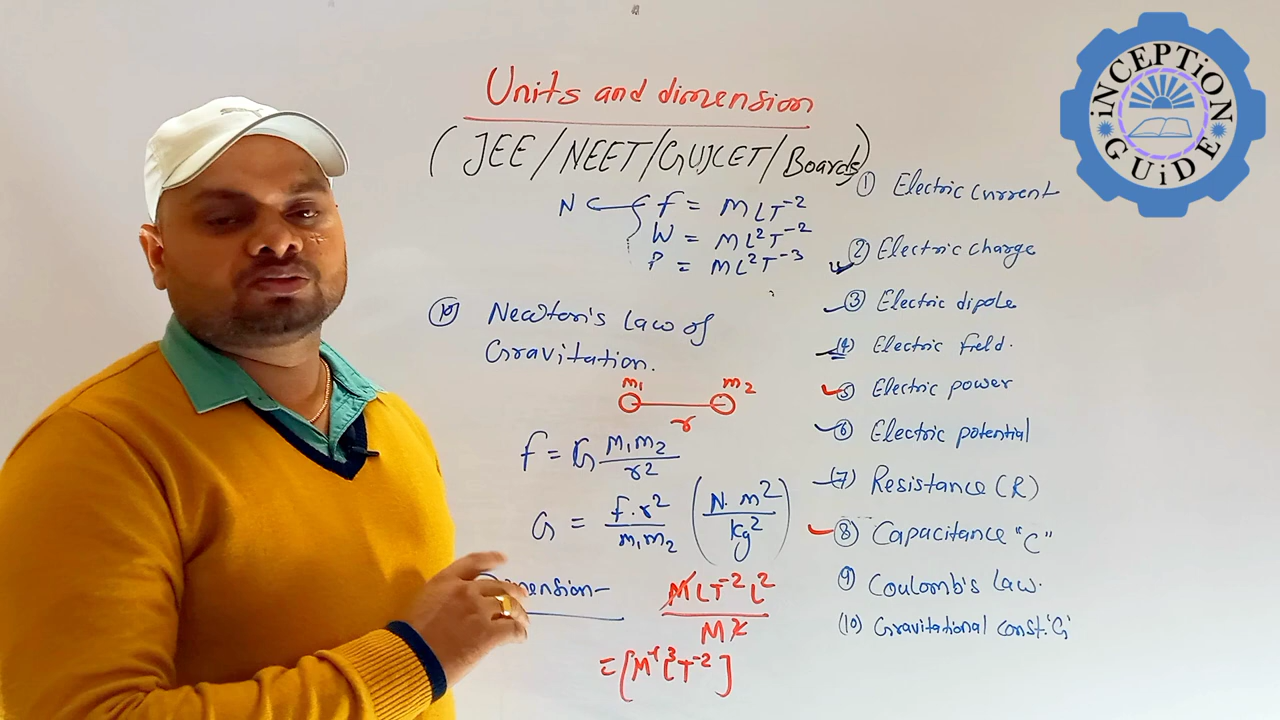 Units and dimension
(JEE/NEET/GUJCET/Boards)
N f = MLT-2
W = ML2T-2
P = ML2T-3
(10) Newton's law of
Gravitation.
m1 m2
r
f = G m1m2
r2
G = f.r2 (N.m2
m1m2 kg2)
mension-
MLT-2L2
M2
= [M-1L3T-2]
(1) Electric current
(2) Electric charge
(3) Electric dipole
(4) Electric field.
(5) Electric power
(6) Electric potential
(7) Resistance (R)
(8) Capacitance "C"
(9) Coulomb's law.
(10) Gravitational const. 'G'
iNCEPTiON
GUiDE